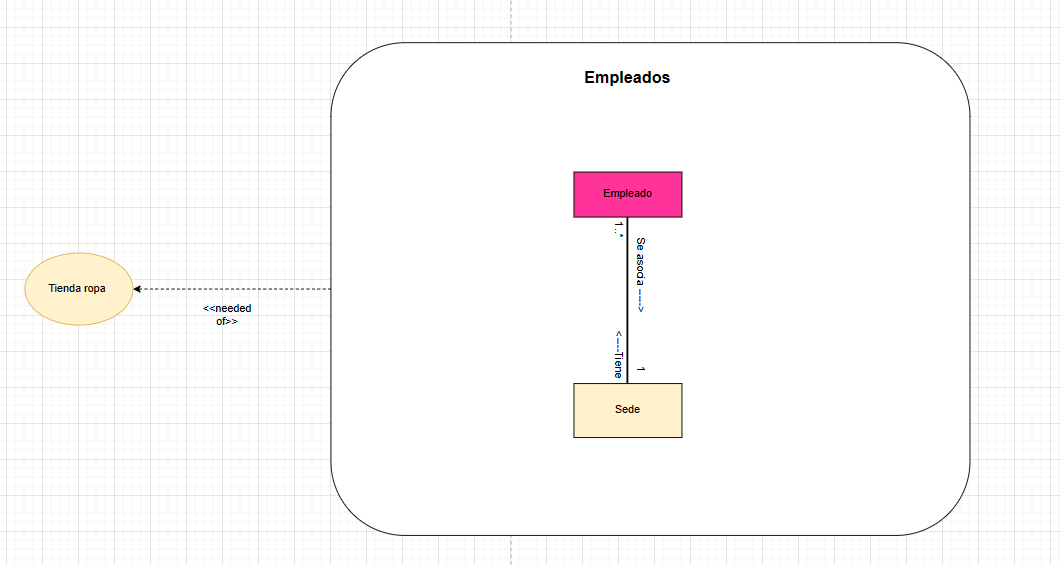 Empleados
Empleado
1..*
Se asocia ---->
Tienda ropa
<<needed
of>>
<----Tiene
1
Sede